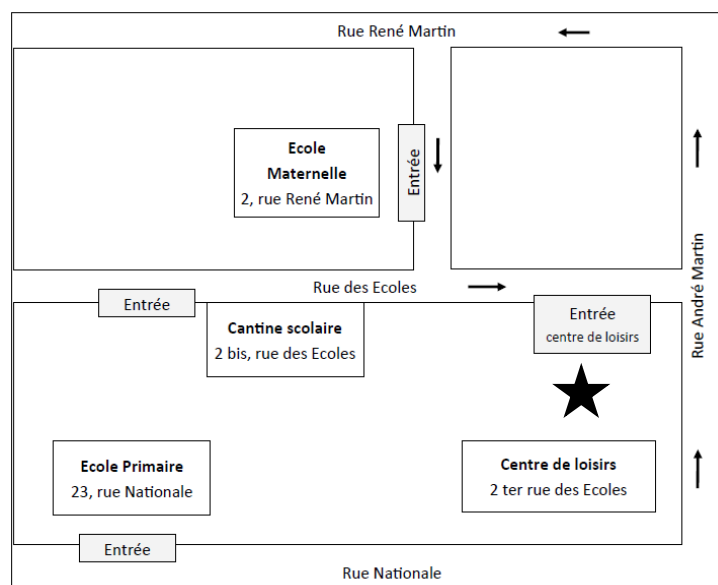 Rue René Martin
Ecole
Maternelle
2, rue René Martin
Entrée
Rue André Martin
Rue des Ecoles
Entrée
Cantine scolaire
2 bis, rue des Ecoles
Entrée
centre de loisirs
Ecole Primaire
23, rue Nationale
Centre de loisirs
2 ter rue des Ecoles
Entrée
Rue Nationale